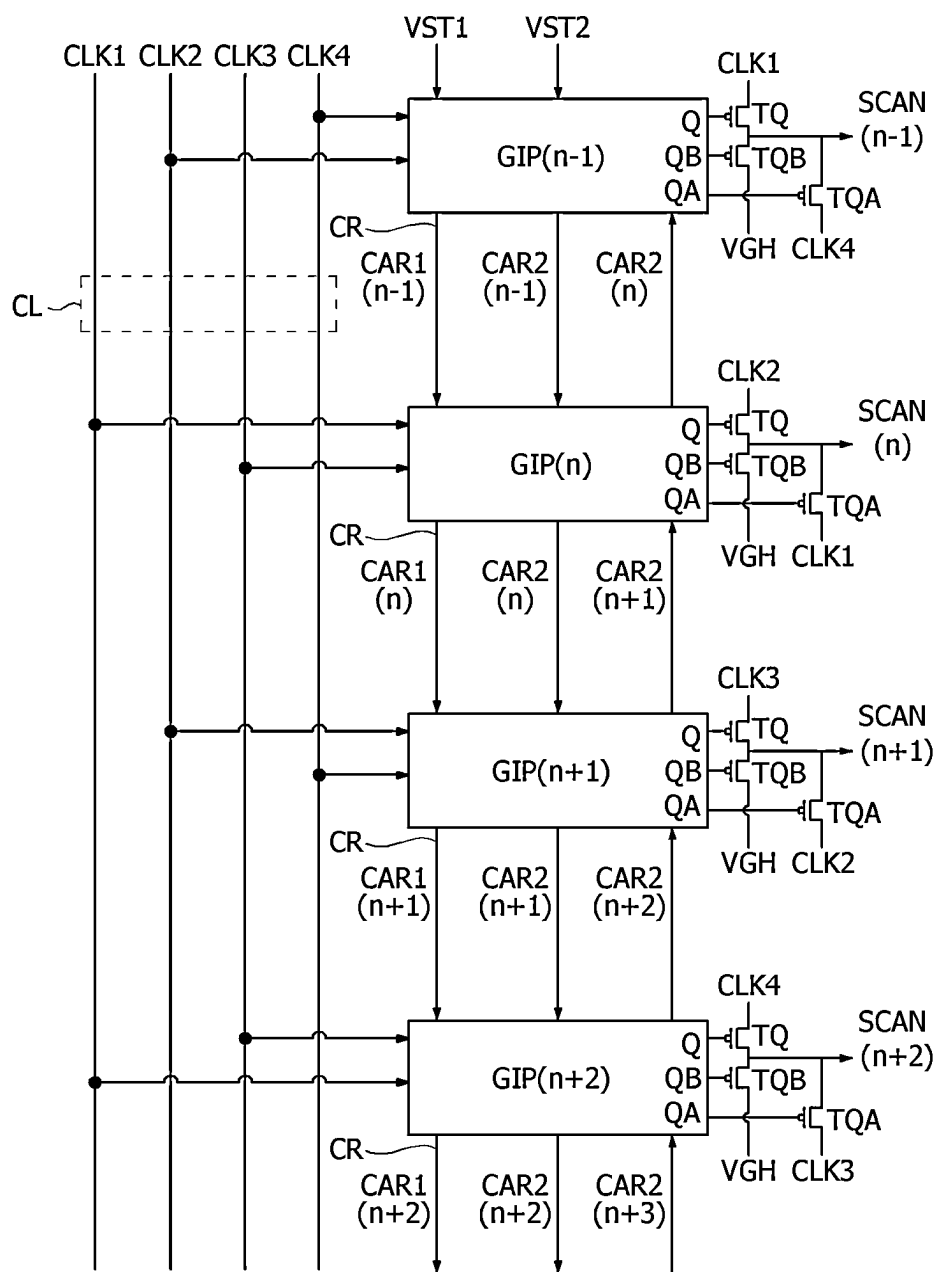 VST1 VST2
CLK1 CLK2 CLK3 CLK4
CLK1
Q TQ SCAN
(n-1)
GIP(n-1)
QB TQB
QA TQA
CR
VGH CLK4
CAR1 CAR2 CAR2
(n-1) (n-1) (n)
CL
CLK2
Q TQ SCAN
(n)
GIP(n)
QB TQB
QA TQA
CR
VGH CLK1
CAR1 CAR2 CAR2
(n) (n) (n+1)
CLK3
Q TQ SCAN
(n+1)
GIP(n+1)
QB TQB
QA TQA
CR
VGH CLK2
CAR1 CAR2 CAR2
(n+1) (n+1) (n+2)
CLK4
Q TQ SCAN
(n+2)
GIP(n+2)
QB TQB
QA TQA
CR
VGH CLK3
CAR1 CAR2 CAR2
(n+2) (n+2) (n+3)